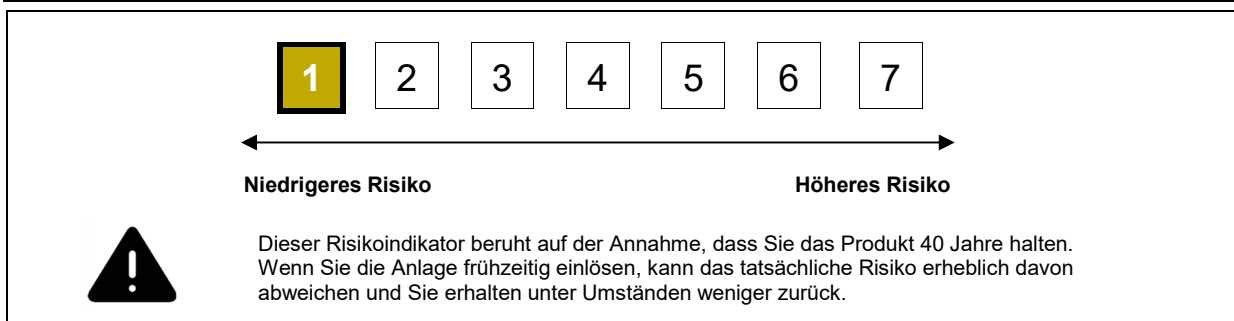 1 2 3 4 5 6 7
Niedrigeres Risiko Höheres Risiko
Dieser Risikoindikator beruht auf der Annahme, dass Sie das Produkt 40 Jahre halten.
Wenn Sie die Anlage frühzeitig einlösen, kann das tatsächliche Risiko erheblich davon
abweichen und Sie erhalten unter Umständen weniger zurück.